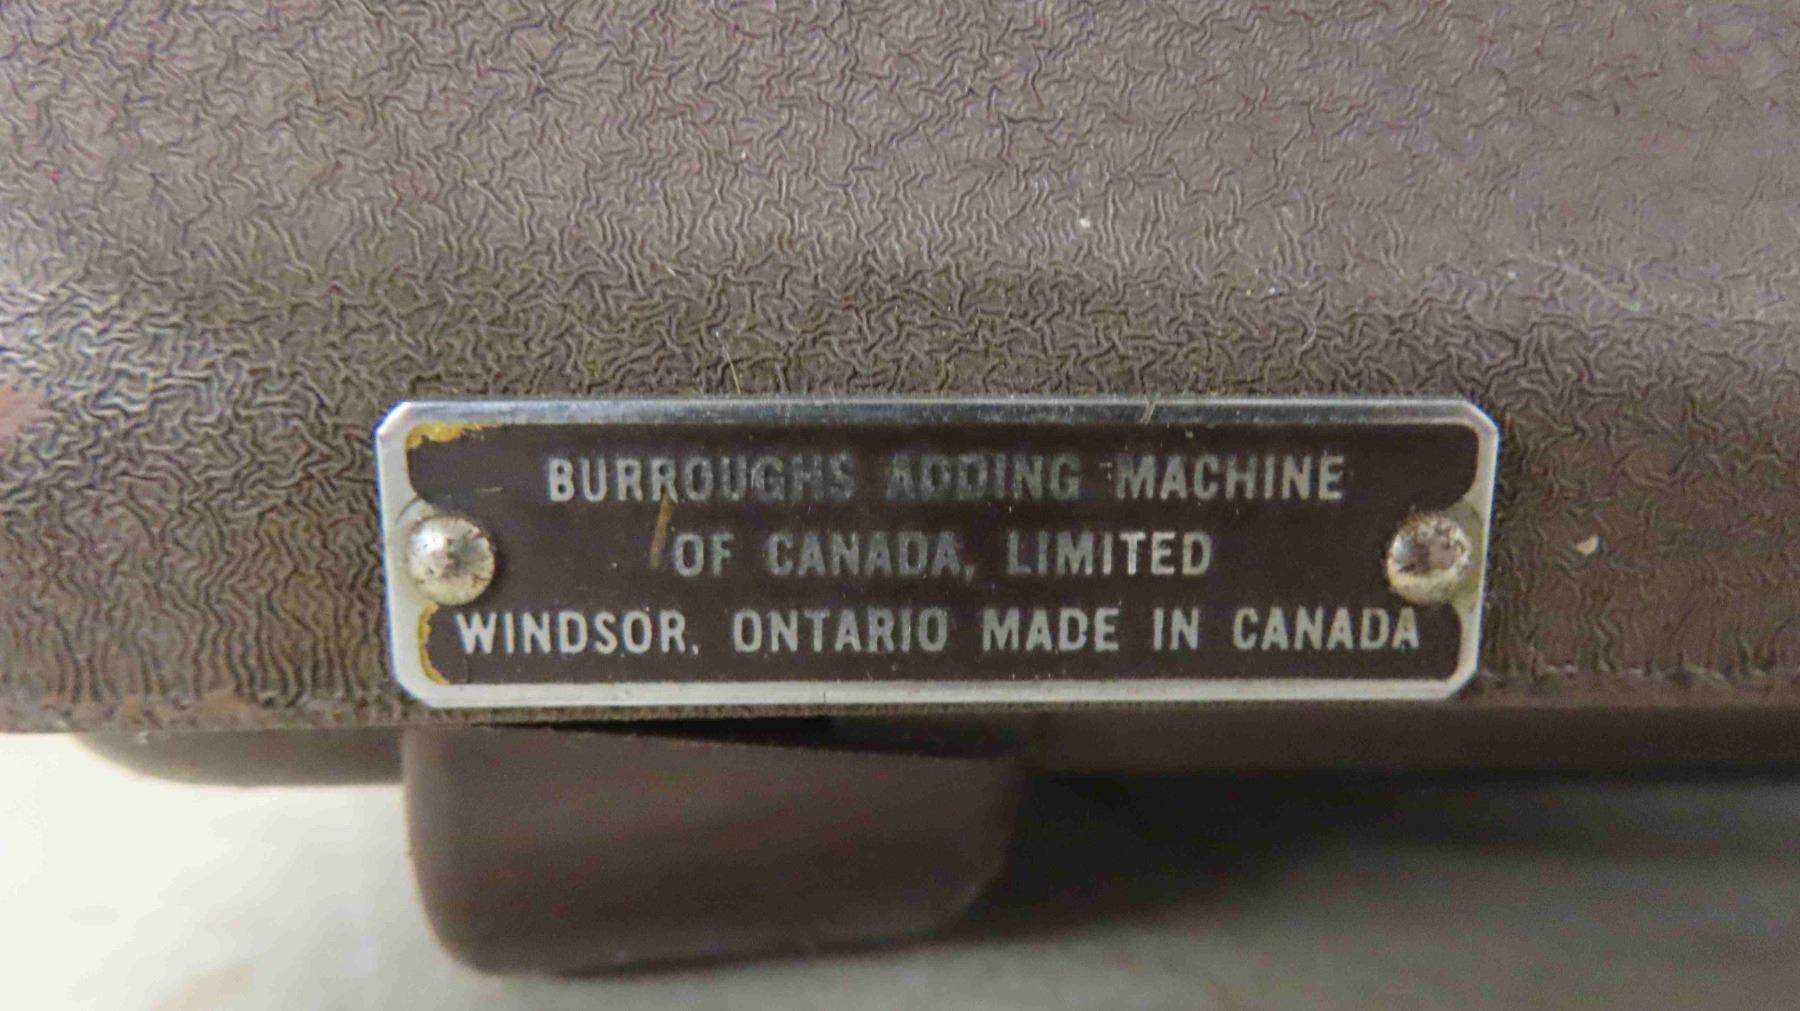 BURROUGHS ADDING MACHINE
OF CANADA, LIMITED
WINDSOR, ONTARIO MADE IN CANADA